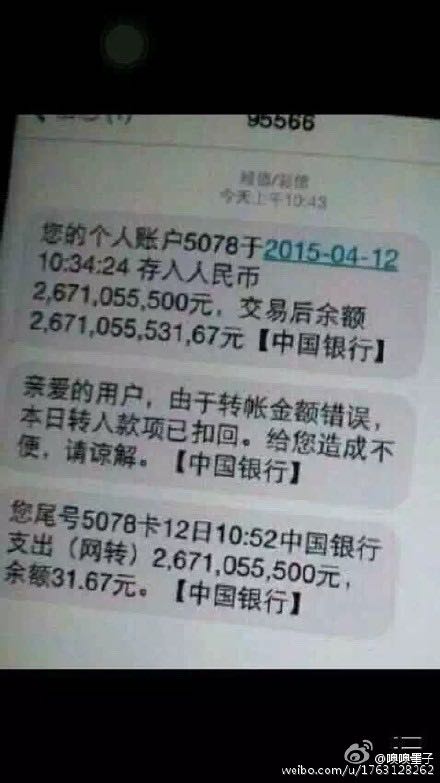 95566
短信/彩信
今天上午10:43
您的个人账户5078于2015-04-12
10:34:24 存入人民币
2,671,055,500元，交易后余额
2,671,055,531,67元【中国银行】
亲爱的用户，由于转帐金额错误，
本日转入款项已扣回。给您造成不
便，请谅解。【中国银行】
您尾号5078卡12日10:52中国银行
支出（网转）2,671,055,500元，
余额31.67元。【中国银行】
@噢噢墨子
weibo.com/u/1763128262